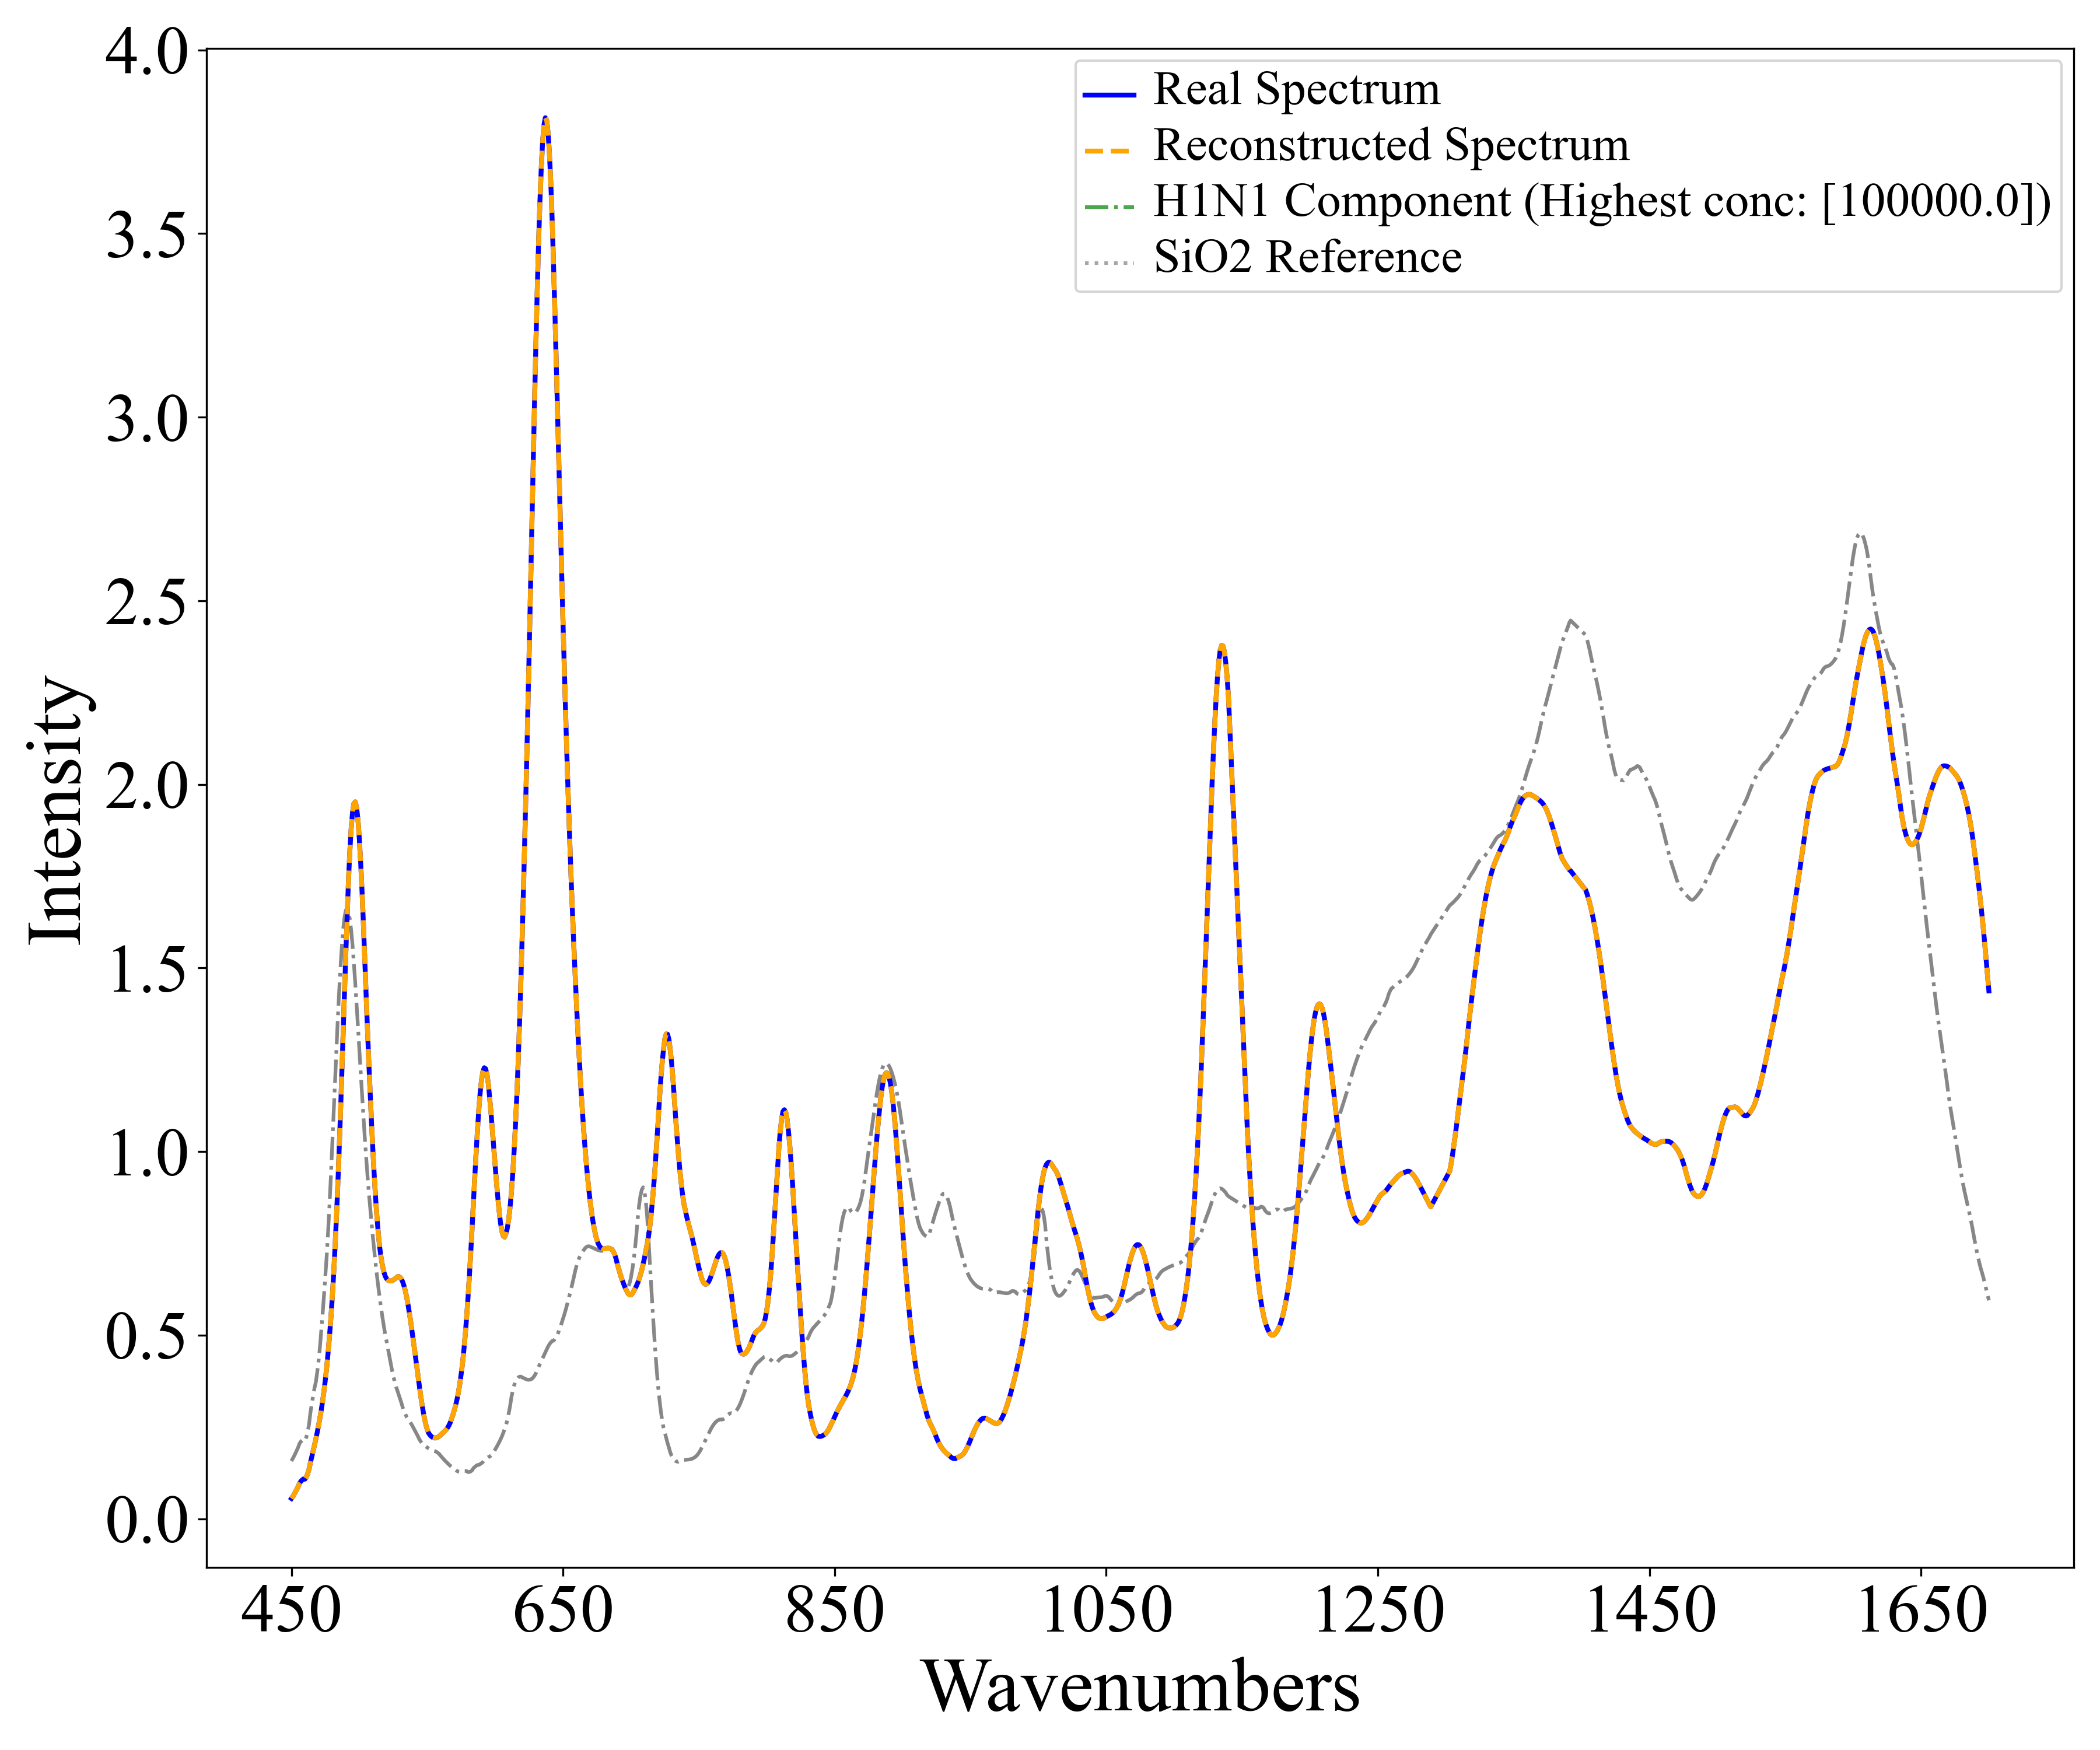 4.0
3.5
3.0
2.5
2.0
1.5
1.0
0.5
0.0
Intensity
Real Spectrum
Reconstructed Spectrum
H1N1 Component (Highest conc: [100000.0])
SiO2 Reference
450 650 850 1050 1250 1450 1650
Wavenumbers